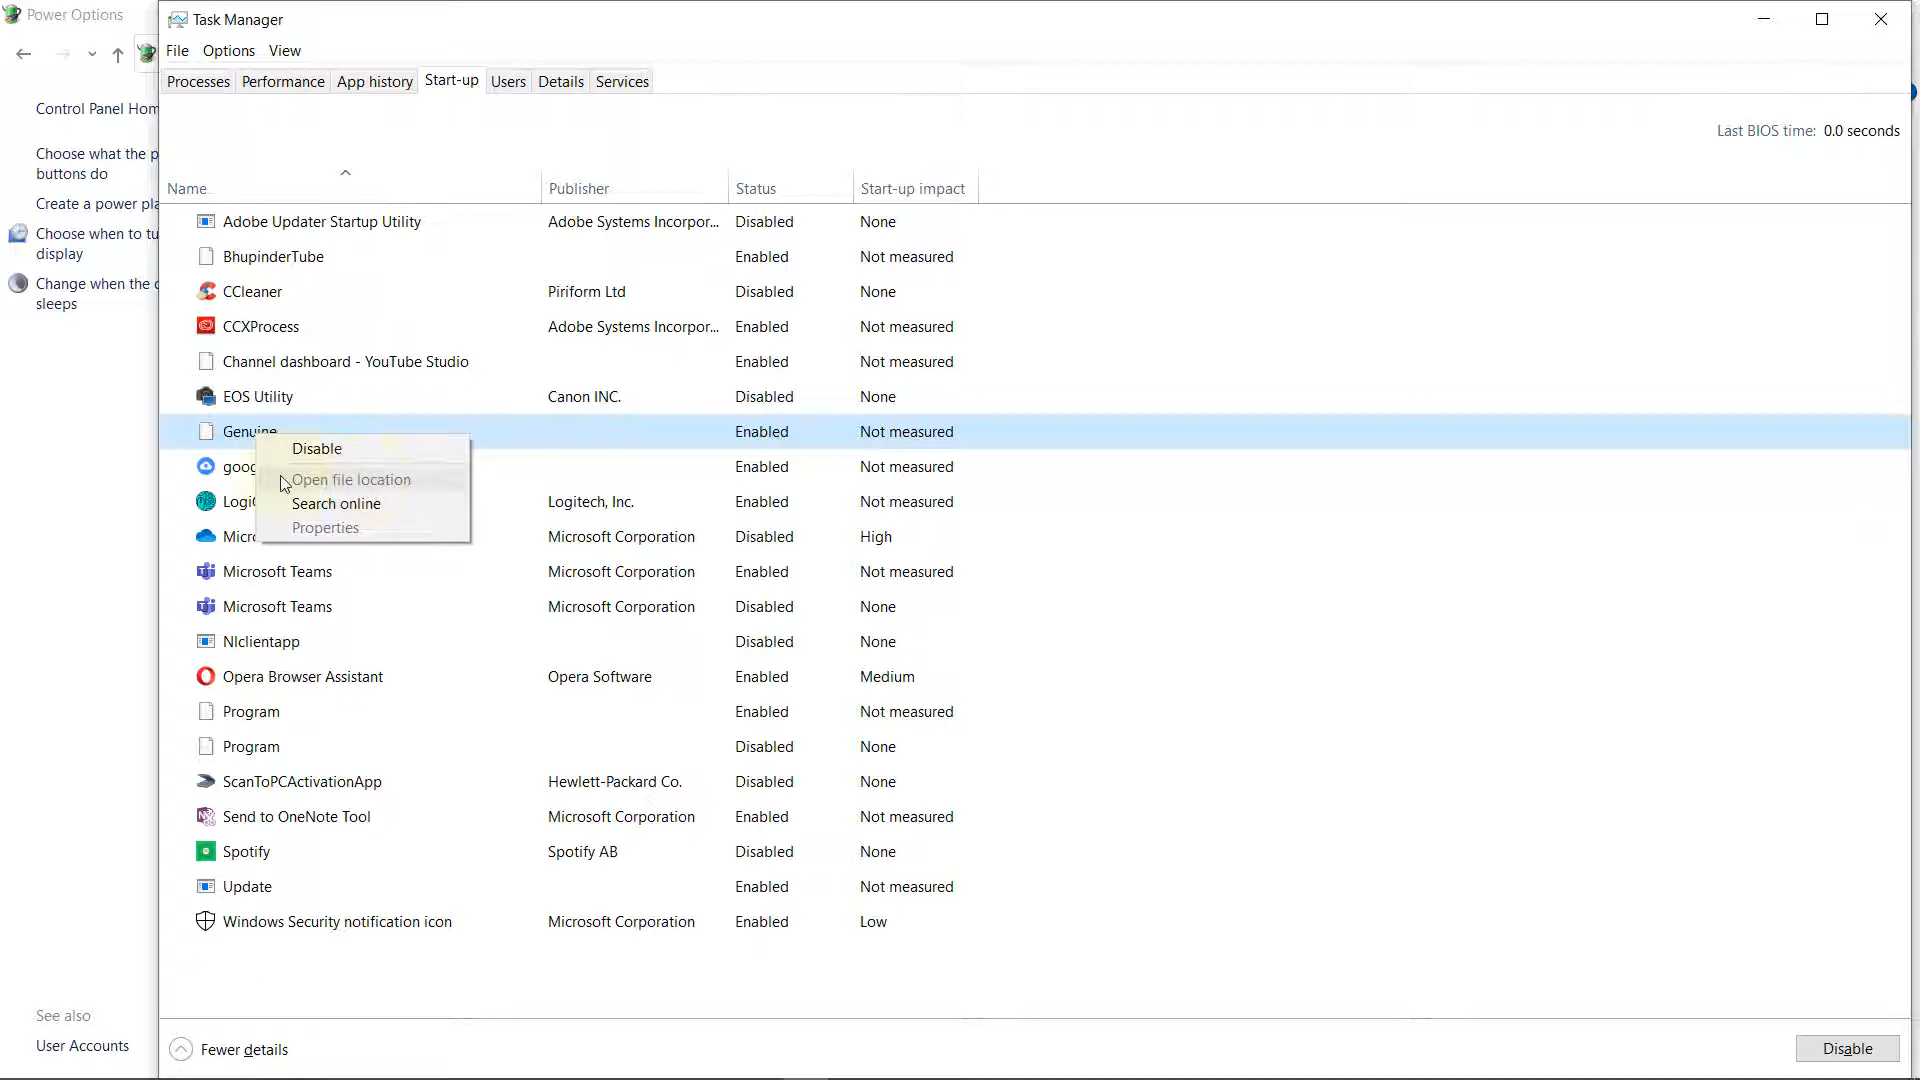 Power Options
Control Panel Hom
Choose what the p
buttons do
Create a power pla
Choose when to tu
display
Change when the c
sleeps
See also
User Accounts
Task Manager
File Options View
Processes Performance App history Start-up Users Details Services
Last BIOS time: 0.0 seconds
Name Publisher Status Start-up impact
Adobe Updater Startup Utility Adobe Systems Incorpor... Disabled None
BhupinderTube Enabled Not measured
CCleaner Piriform Ltd Disabled None
CCXProcess Adobe Systems Incorpor... Enabled Not measured
Channel dashboard - YouTube Studio Enabled Not measured
EOS Utility Canon INC. Disabled None
Genuine Enabled Not measured
goog Enabled Not measured
Logi Logitech, Inc. Enabled Not measured
Micr Microsoft Corporation Disabled High
Disable
Open file location
Search online
Properties
Microsoft Teams Microsoft Corporation Enabled Not measured
Microsoft Teams Microsoft Corporation Disabled None
NIclientapp Disabled None
Opera Browser Assistant Opera Software Enabled Medium
Program Enabled Not measured
Program Disabled None
ScanToPCActivationApp Hewlett-Packard Co. Disabled None
Send to OneNote Tool Microsoft Corporation Enabled Not measured
Spotify Spotify AB Disabled None
Update Enabled Not measured
Windows Security notification icon Microsoft Corporation Enabled Low
Fewer details
Disable